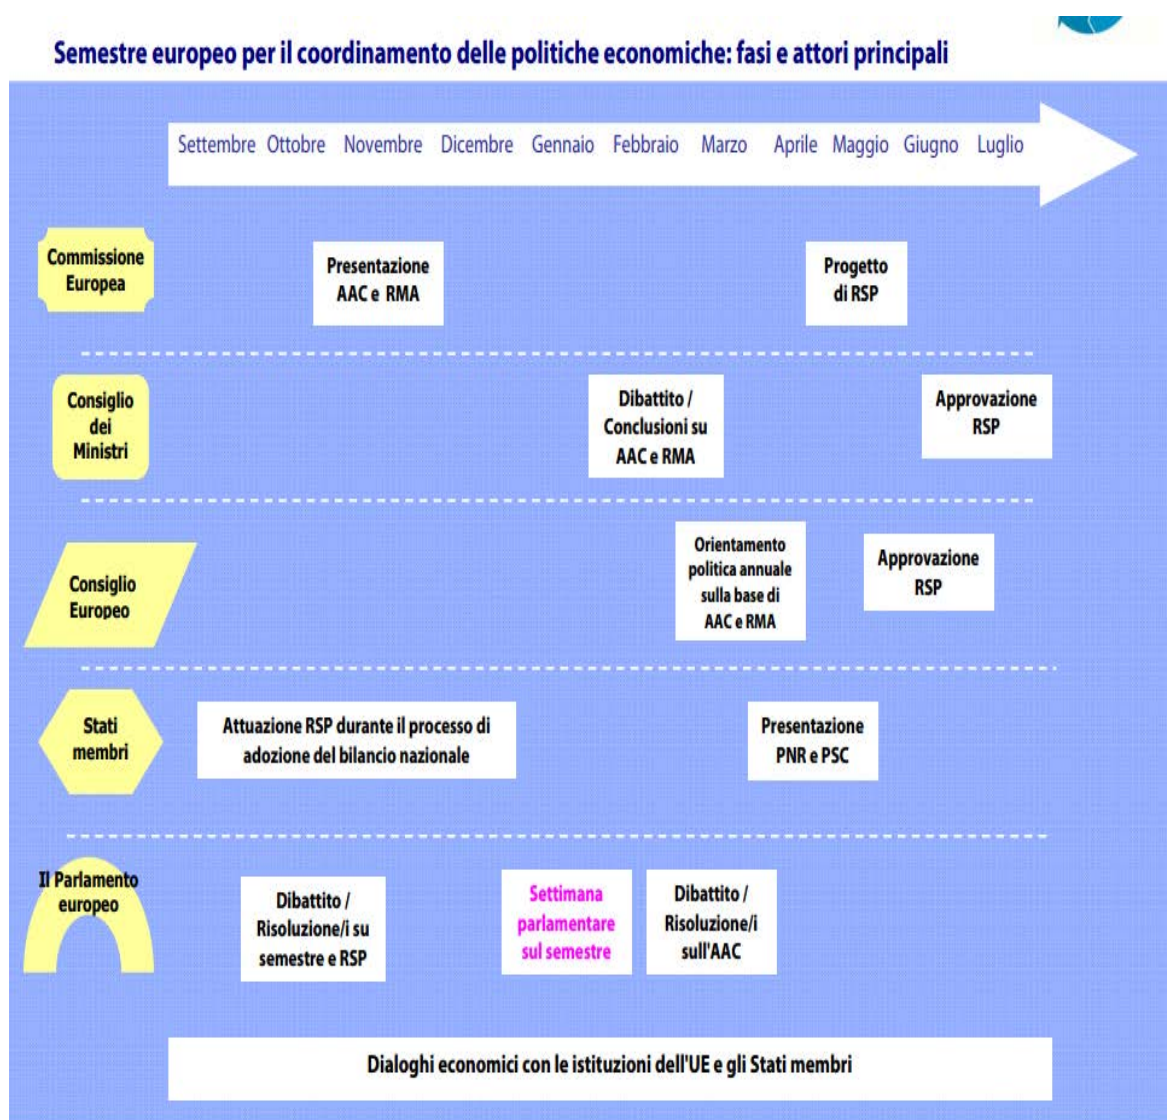 Semestre europeo per il coordinamento delle politiche economiche: fasi e attori principali
Settembre Ottobre Novembre Dicembre Gennaio Febbraio Marzo Aprile Maggio Giugno Luglio
Commissione
Europea
Presentazione
AAC e RMA
Progetto
di RSP
Consiglio
dei
Ministri
Dibattito /
Conclusioni su
AAC e RMA
Approvazione
RSP
Consiglio
Europeo
Orientamento
politica annuale
sulla base di
AAC e RMA
Approvazione
RSP
Stati
membri
Attuazione RSP durante il processo di
adozione del bilancio nazionale
Presentazione
PNR e PSC
Il Parlamento
europeo
Dibattito /
Risoluzione/i su
semestre e RSP
Settimana
parlamentare
sul semestre
Dibattito /
Risoluzione/i
sull'AAC
Dialoghi economici con le istituzioni dell'UE e gli Stati membri